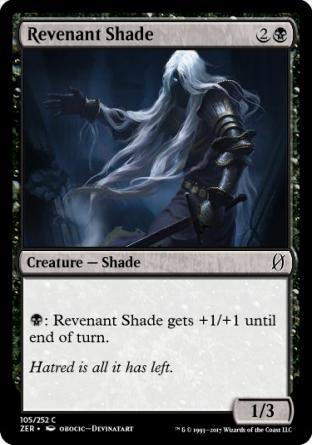 Revenant Shade 2
Creature — Shade
: Revenant Shade gets +1/+1 until
end of turn.
Hatred is all it has left.
1/3
105/252 C
ZER • OBOCIC—DEVINATART
™ & © 1993–2017 Wizards of the Coast LLC